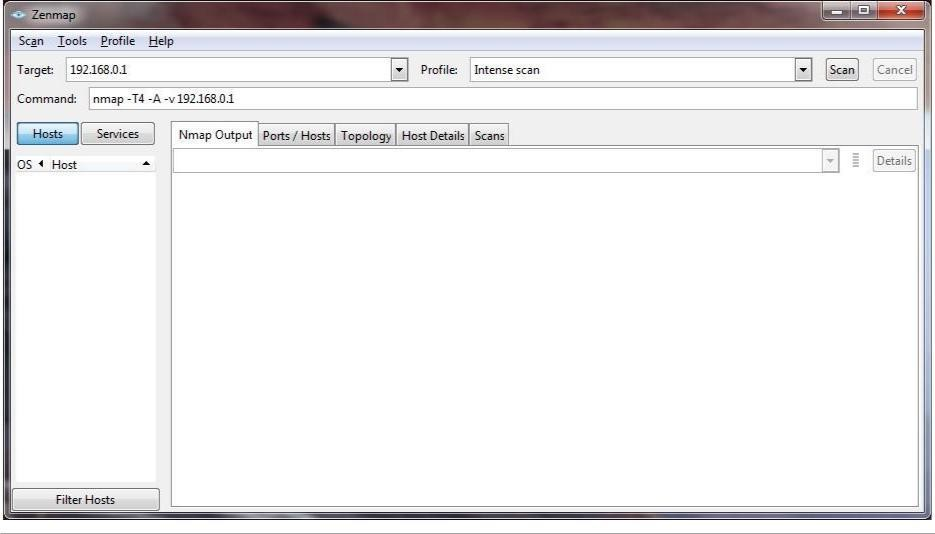 Zenmap
Scan Tools Profile Help
Target: 192.168.0.1 Profile: Intense scan Scan Cancel
Command: nmap -T4 -A -v 192.168.0.1
Hosts Services Nmap Output Ports / Hosts Topology Host Details Scans
OS Host Details
Filter Hosts